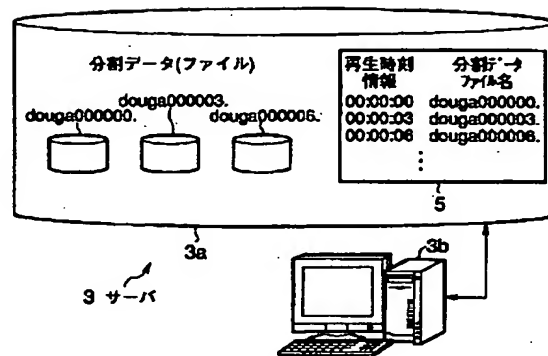 分割データ(ファイル)
douga000003.
douga000000.
douga000006.
再生時刻 分割データ
情報 ファイル名
00:00:00 douga000000.
00:00:03 douga000003.
00:00:06 douga000006.
5
3a
3b
3 サーバ